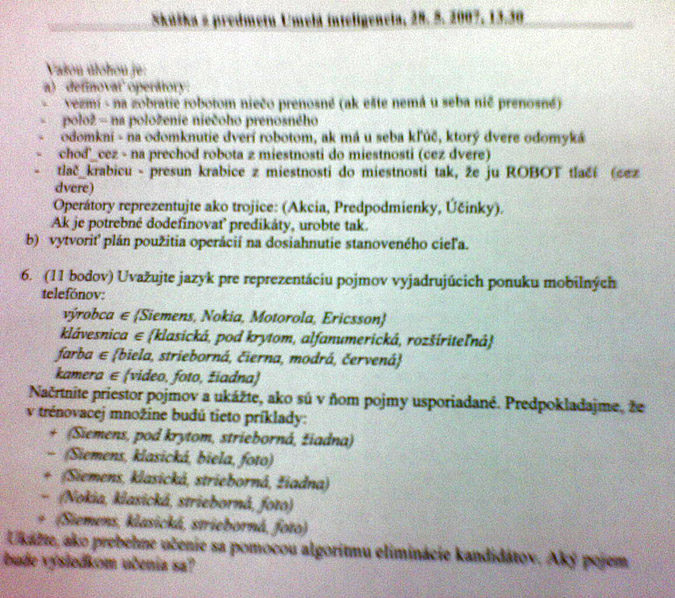 Skúška z predmetu Umelá inteligencia, 28. 5. 2007, 13.30
Vašou úlohou je:
a) definovať operátory:
- vezmi - na zobratie robotom niečo prenosné (ak ešte nemá u seba nič prenosné)
- polož – na položenie niečoho prenosného
- odomkni - na odomknutie dverí robotom, ak má u seba kľúč, ktorý dvere odomyká
- choď_cez - na prechod robota z miestnosti do miestnosti (cez dvere)
- tlač_krabicu - presun krabice z miestnosti do miestnosti tak, že ju ROBOT tlačí (cez
dvere)
Operátory reprezentujte ako trojice: (Akcia, Predpodmienky, Účinky).
Ak je potrebné dodefinovať predikáty, urobte tak.
b) vytvoriť plán použitia operácií na dosiahnutie stanoveného cieľa.
6. (11 bodov) Uvažujte jazyk pre reprezentáciu pojmov vyjadrujúcich ponuku mobilných
telefónov:
výrobca ∈ {Siemens, Nokia, Motorola, Ericsson}
klávesnica ∈ {klasická, pod krytom, alfanumerická, rozšíriteľná}
farba ∈ {biela, strieborná, čierna, modrá, červená}
kamera ∈ {video, foto, žiadna}
Načrtnite priestor pojmov a ukážte, ako sú v ňom pojmy usporiadané. Predpokladajme, že
v trénovacej množine budú tieto príklady:
+ (Siemens, pod krytom, strieborná, žiadna)
− (Siemens, klasická, biela, foto)
+ (Siemens, klasická, strieborná, žiadna)
− (Nokia, klasická, strieborná, foto)
+ (Siemens, klasická, strieborná, foto)
Ukážte, ako prebehne učenie sa pomocou algoritmu eliminácie kandidátov. Aký pojem
bude výsledkom učenia sa?